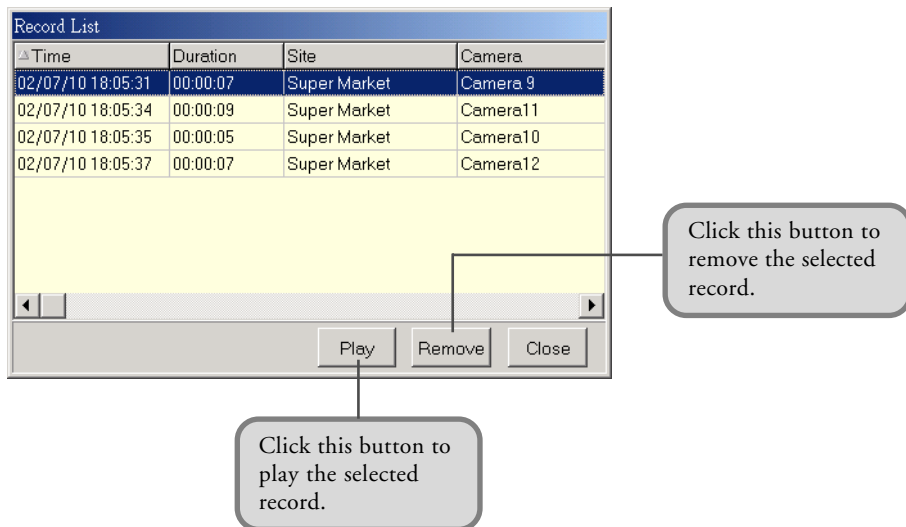 Record List
Time Duration Site Camera
02/07/10 18:05:31 00:00:07 Super Market Camera 9
02/07/10 18:05:34 00:00:09 Super Market Camera11
02/07/10 18:05:35 00:00:05 Super Market Camera10
02/07/10 18:05:37 00:00:07 Super Market Camera12
Click this button to
remove the selected
record.
Play Remove Close
Click this button to
play the selected
record.